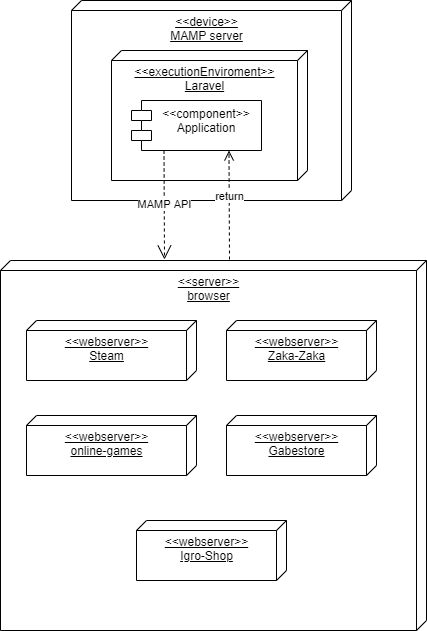 <<device>>
MAMP server
<<executionEnviroment>>
Laravel
<<component>>
Application
MAMP API
return
<<server>>
browser
<<webserver>>
Steam
<<webserver>>
Zaka-Zaka
<<webserver>>
online-games
<<webserver>>
Gabestore
<<webserver>>
Igro-Shop